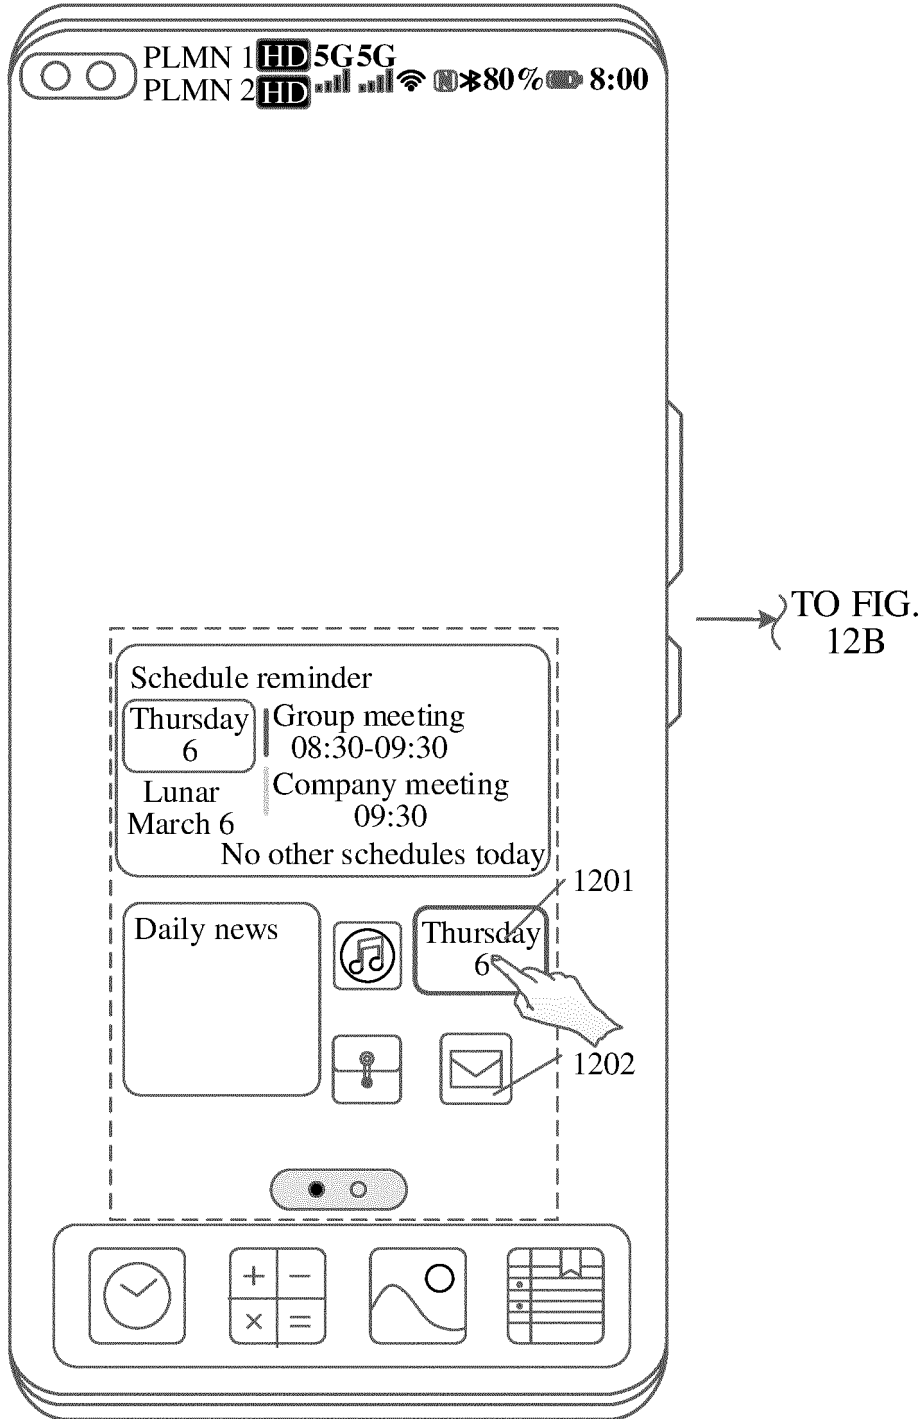 PLMN 1 HD 5G 5G
PLMN 2 HD N 80% 8:00
TO FIG.
12B
Schedule reminder
Thursday
6
Lunar
March 6
Group meeting
08:30-09:30
Company meeting
09:30
No other schedules today
1201
Daily news
Thursday
6
1202